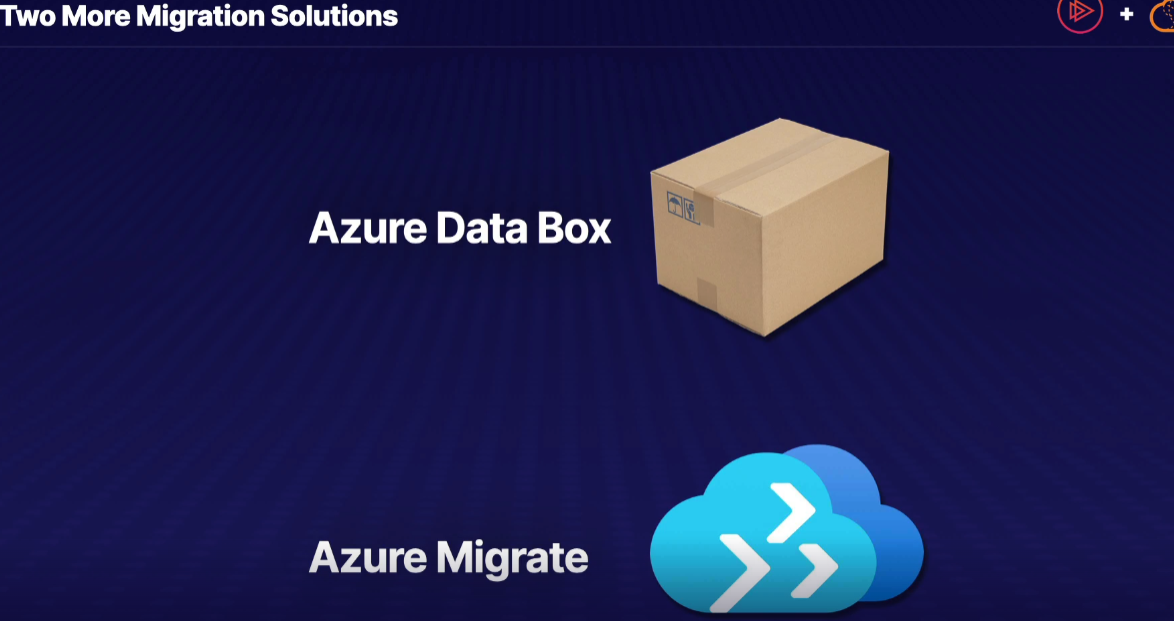 Two More Migration Solutions
Azure Data Box
Azure Migrate